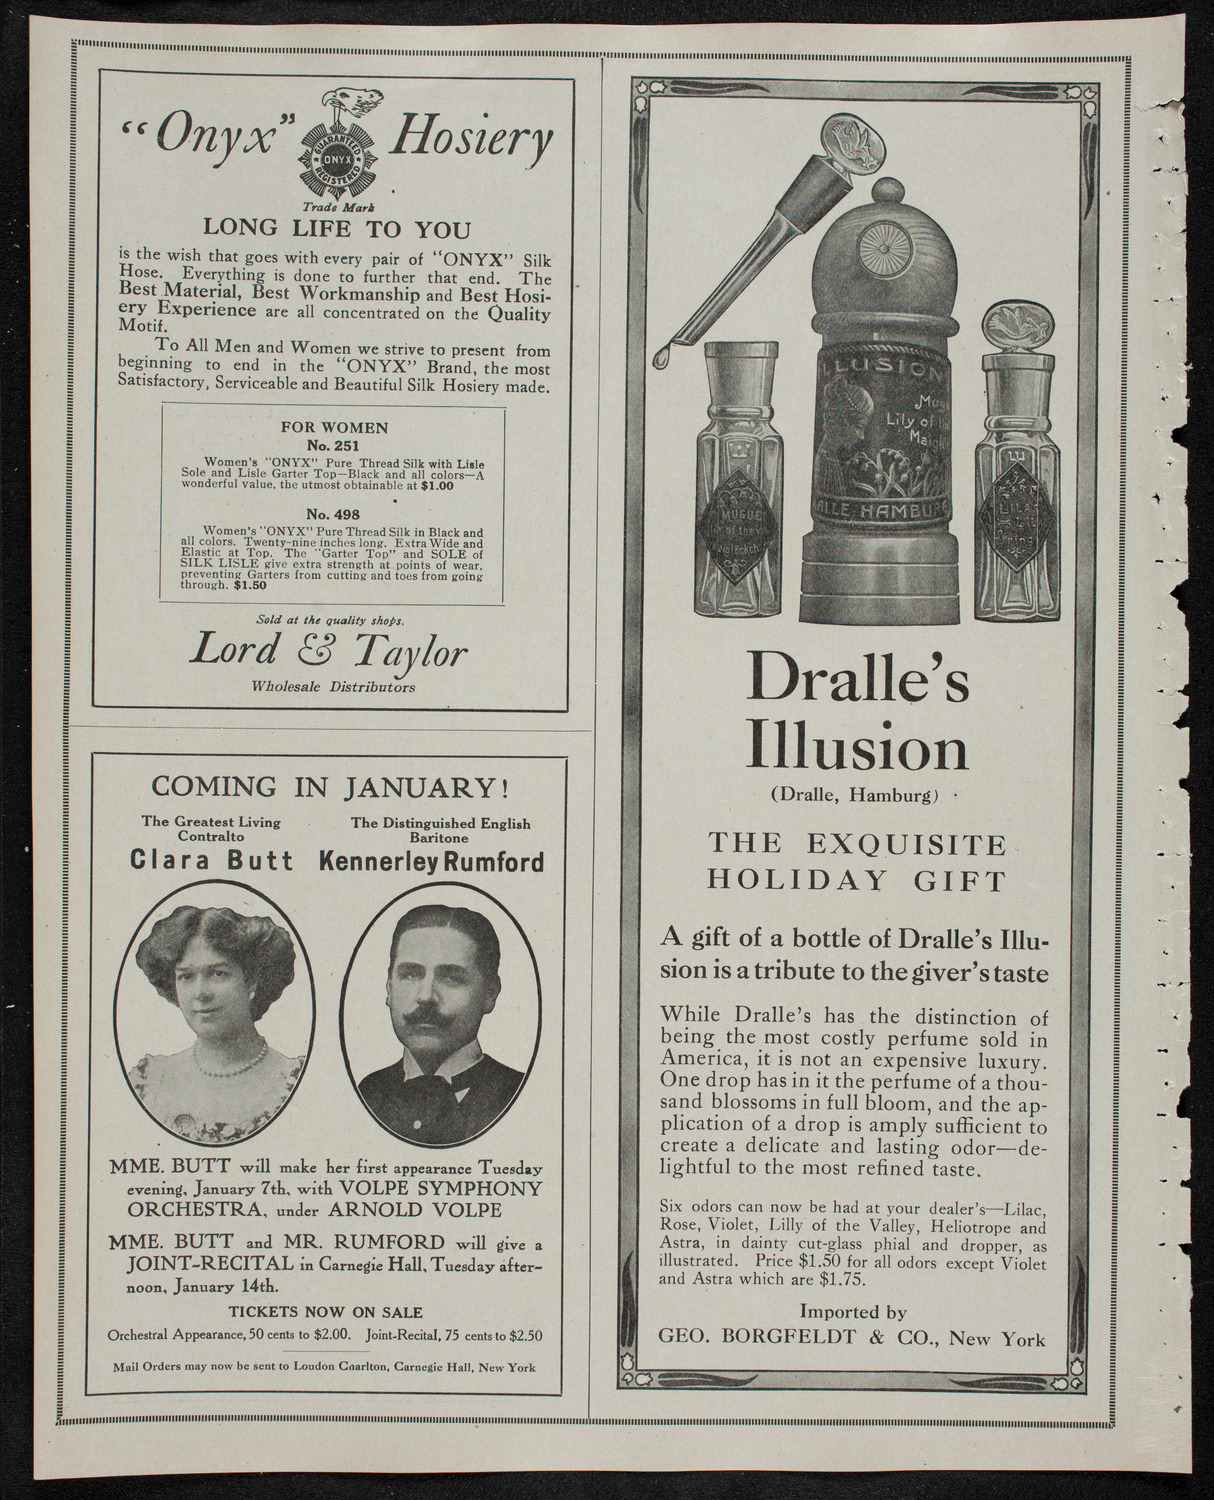 "Onyx" Hosiery
GUARANTEED
ONYX
REGISTERED
Trade Mark
LONG LIFE TO YOU
is the wish that goes with every pair of "ONYX" Silk
Hose. Everything is done to further that end. The
Best Material, Best Workmanship and Best Hosi-
ery Experience are all concentrated on the Quality
Motif.
To All Men and Women we strive to present from
beginning to end in the "ONYX" Brand, the most
Satisfactory, Serviceable and Beautiful Silk Hosiery made.
FOR WOMEN
No. 251
Women's "ONYX" Pure Thread Silk with Lisle
Sole and Lisle Garter Top—Black and all colors—A
wonderful value, the utmost obtainable at $1.00
No. 498
Women's "ONYX" Pure Thread Silk in Black and
all colors. Twenty-nine inches long. Extra Wide and
Elastic at Top. The "Garter Top" and SOLE of
SILK LISLE give extra strength at points of wear,
preventing Garters from cutting and toes from going
through. $1.50
Sold at the quality shops.
Lord & Taylor
Wholesale Distributors
COMING IN JANUARY!
The Greatest Living
Contralto
Clara Butt
The Distinguished English
Baritone
Kennerley Rumford
MME. BUTT will make her first appearance Tuesday
evening, January 7th, with VOLPE SYMPHONY
ORCHESTRA, under ARNOLD VOLPE
MME. BUTT and MR. RUMFORD will give a
JOINT-RECITAL in Carnegie Hall, Tuesday after-
noon, January 14th.
TICKETS NOW ON SALE
Orchestral Appearance, 50 cents to $2.00. Joint-Recital, 75 cents to $2.50
Mail Orders may now be sent to Loudon Cnarlton, Carnegie Hall, New York
ILLUSION
Lily of
ALLE. HAMBURG
MUGUET
of the V
LILAS
Dralle's
Illusion
(Dralle, Hamburg)
THE EXQUISITE
HOLIDAY GIFT
A gift of a bottle of Dralle's Illu-
sion is a tribute to the giver's taste
While Dralle's has the distinction of
being the most costly perfume sold in
America, it is not an expensive luxury.
One drop has in it the perfume of a thou-
sand blossoms in full bloom, and the ap-
plication of a drop is amply sufficient to
create a delicate and lasting odor—de-
lightful to the most refined taste.
Six odors can now be had at your dealer's—Lilac,
Rose, Violet, Lilly of the Valley, Heliotrope and
Astra, in dainty cut-glass phial and dropper, as
illustrated. Price $1.50 for all odors except Violet
and Astra which are $1.75.
Imported by
GEO. BORGFELDT & CO., New York